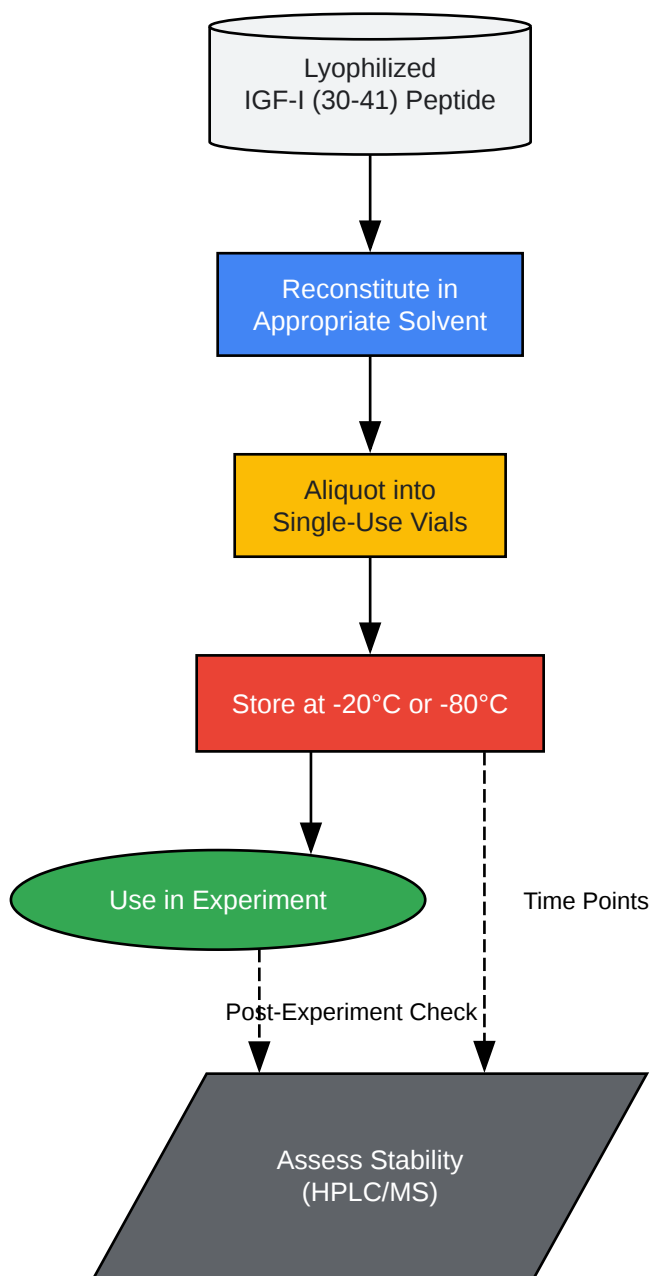 Lyophilized
IGF-I (30-41) Peptide
Reconstitute in
Appropriate Solvent
Aliquot into
Single-Use Vials
Store at -20°C or -80°C
Use in Experiment
Time Points
Post-Experiment Check
Assess Stability
(HPLC/MS)